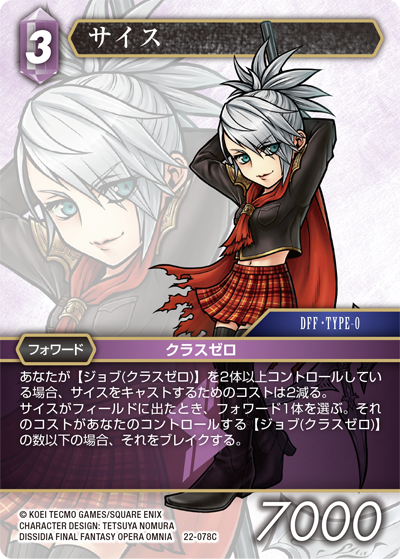 3
サイス
DFF・TYPE-0
フォワード
クラスゼロ
あなたが【ジョブ(クラスゼロ)】を2体以上コントロールしてい
る場合、サイスをキャストするためのコストは2減る。
サイスがフィールドに出たとき、フォワード1体を選ぶ。それ
のコストがあなたのコントロールする【ジョブ(クラスゼロ)】
の数以下の場合、それをブレイクする。
© KOEI TECMO GAMES/SQUARE ENIX
CHARACTER DESIGN: TETSUYA NOMURA
DISSIDIA FINAL FANTASY OPERA OMNIA
22-078C
7000